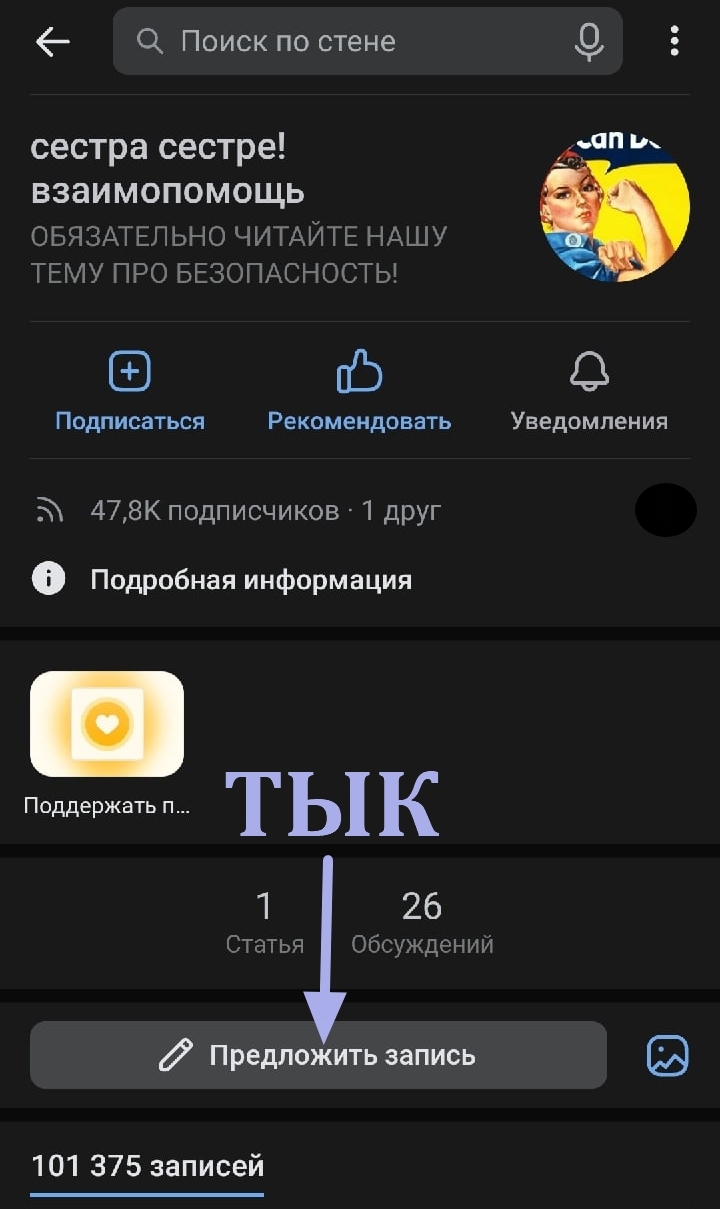 Поиск по стене
сестра сестре!
взаимопомощь
ОБЯЗАТЕЛЬНО ЧИТАЙТЕ НАШУ
ТЕМУ ПРО БЕЗОПАСНОСТЬ!
Подписаться
Рекомендовать
Уведомления
47,8K подписчиков · 1 друг
Подробная информация
Поддержать п...
ТЫК
1
Статья
26
Обсуждений
Предложить запись
101 375 записей